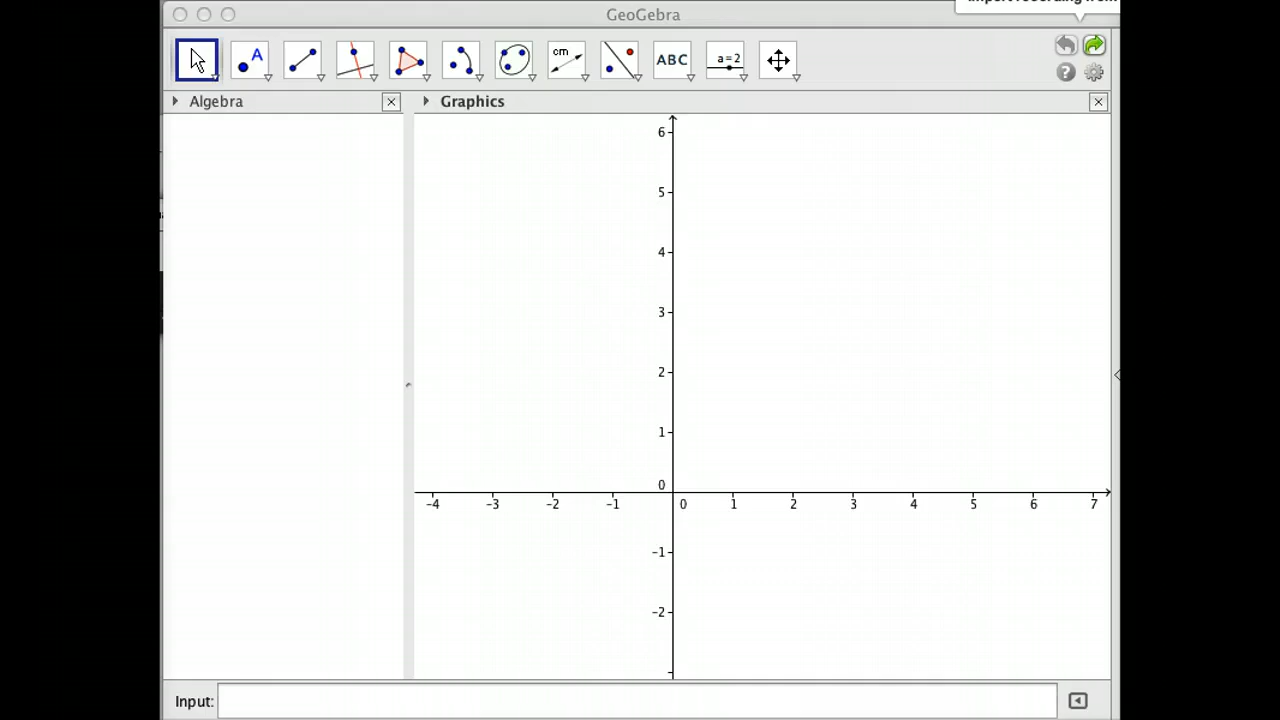 GeoGebra
A
cm
ABC
a=2
Algebra
Graphics
6
5
4
3
2
1
0
-4 -3 -2 -1 0 1 2 3 4 5 6 7
-1
-2
Input: